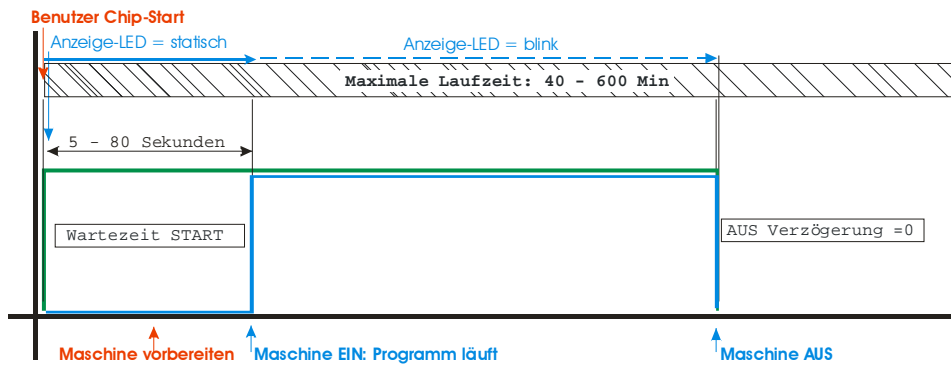 Benutzer Chip-Start
Anzeige-LED = statisch
Anzeige-LED = blink
Maximale Laufzeit: 40 - 600 Min
5 - 80 Sekunden
Wartezeit START
AUS Verzögerung =0
Maschine vorbereiten
Maschine EIN: Programm läuft
Maschine AUS